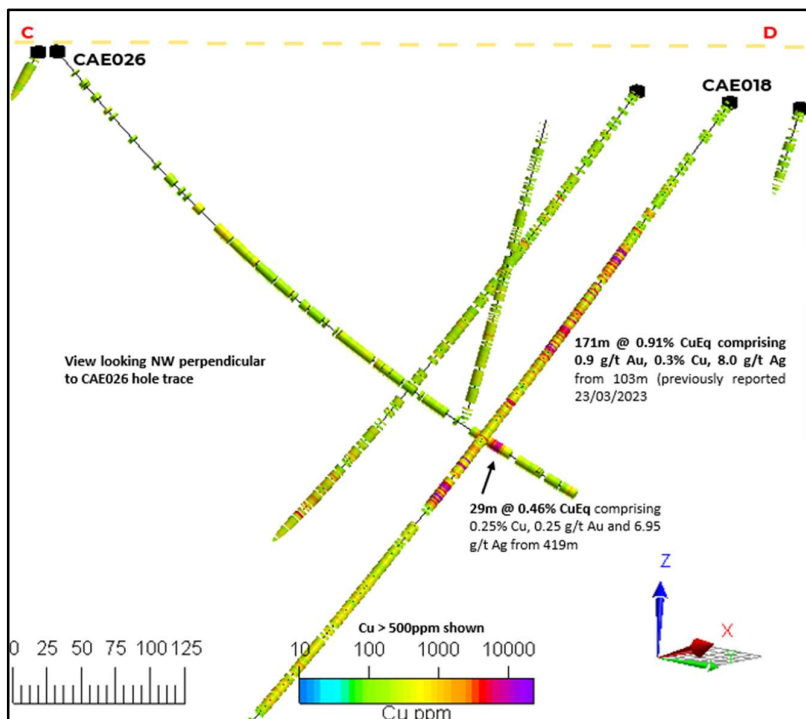 C
D
CAE026
CAE018
171m @ 0.91% CuEq comprising
0.9 g/t Au, 0.3% Cu, 8.0 g/t Ag
from 103m (previously reported
23/03/2023
View looking NW perpendicular
to CAE026 hole trace
29m @ 0.46% CuEq comprising
0.25% Cu, 0.25 g/t Au and 6.95
g/t Ag from 419m
Z
X
Y
Cu > 500ppm shown
0 25 50 75 100 125
10 100 1000 10000
Cu ppm